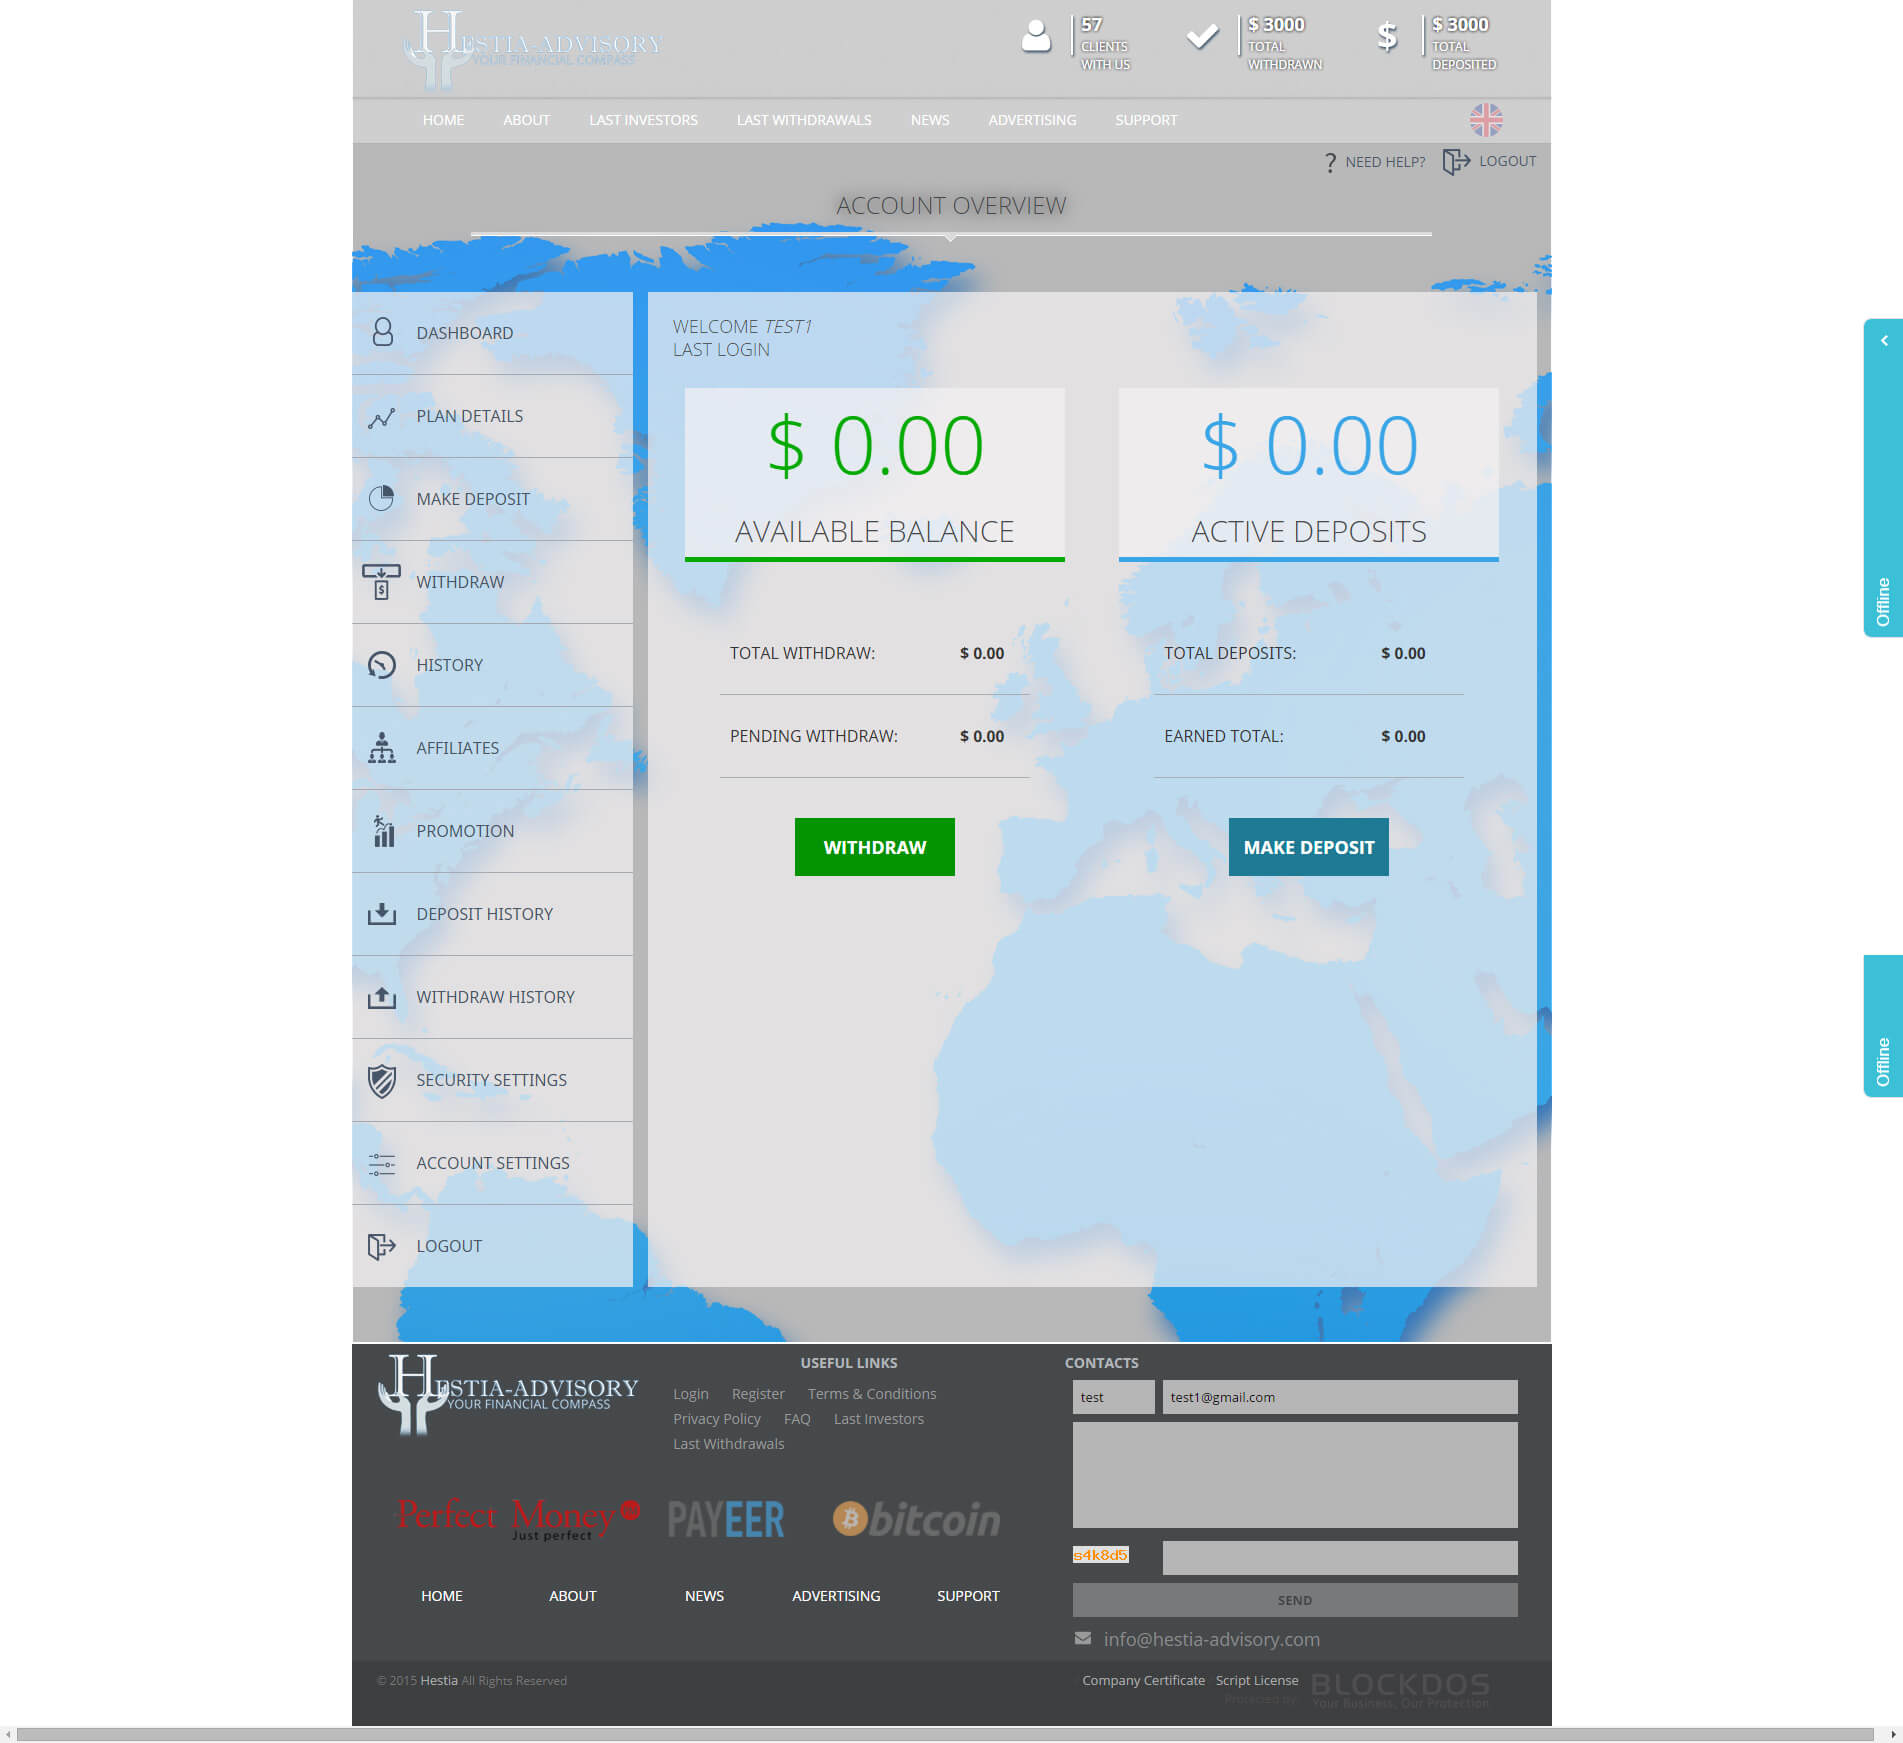 HESTIA-ADVISORY
YOUR FINANCIAL COMPASS
57
CLIENTS
WITH US
$ 3000
TOTAL
WITHDRAWN
$
$ 3000
TOTAL
DEPOSITED
HOME ABOUT LAST INVESTORS LAST WITHDRAWALS NEWS ADVERTISING SUPPORT
? NEED HELP? LOGOUT
ACCOUNT OVERVIEW
DASHBOARD
PLAN DETAILS
MAKE DEPOSIT
$
WITHDRAW
HISTORY
AFFILIATES
PROMOTION
DEPOSIT HISTORY
WITHDRAW HISTORY
SECURITY SETTINGS
ACCOUNT SETTINGS
LOGOUT
WELCOME TEST1
LAST LOGIN
$ 0.00
AVAILABLE BALANCE
$ 0.00
ACTIVE DEPOSITS
TOTAL WITHDRAW: $ 0.00
PENDING WITHDRAW: $ 0.00
TOTAL DEPOSITS: $ 0.00
EARNED TOTAL: $ 0.00
WITHDRAW
MAKE DEPOSIT
Offline
Offline
HESTIA-ADVISORY
YOUR FINANCIAL COMPASS
USEFUL LINKS
Login Register Terms & Conditions
Privacy Policy FAQ Last Investors
Last Withdrawals
Perfect Money
Just perfect
PAYEER
bitcoin
HOME ABOUT NEWS ADVERTISING SUPPORT
CONTACTS
test test1@gmail.com
s4k8d5
SEND
info@hestia-advisory.com
© 2015 Hestia All Rights Reserved
Company Certificate Script License
Protected by:
BLOCKDOS
Your Business, Our Protection